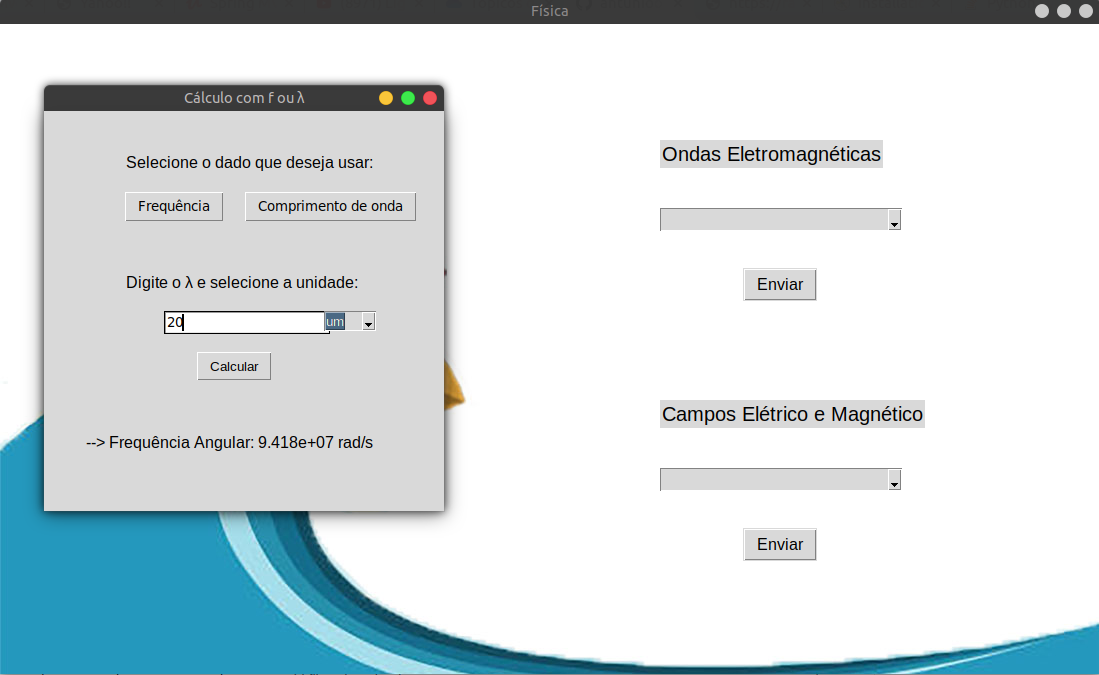 Física
Cálculo com f ou λ
Selecione o dado que deseja usar:
Frequência Comprimento de onda
Digite o λ e selecione a unidade:
20 um
Calcular
--> Frequência Angular: 9.418e+07 rad/s
Ondas Eletromagnéticas
Enviar
Campos Elétrico e Magnético
Enviar